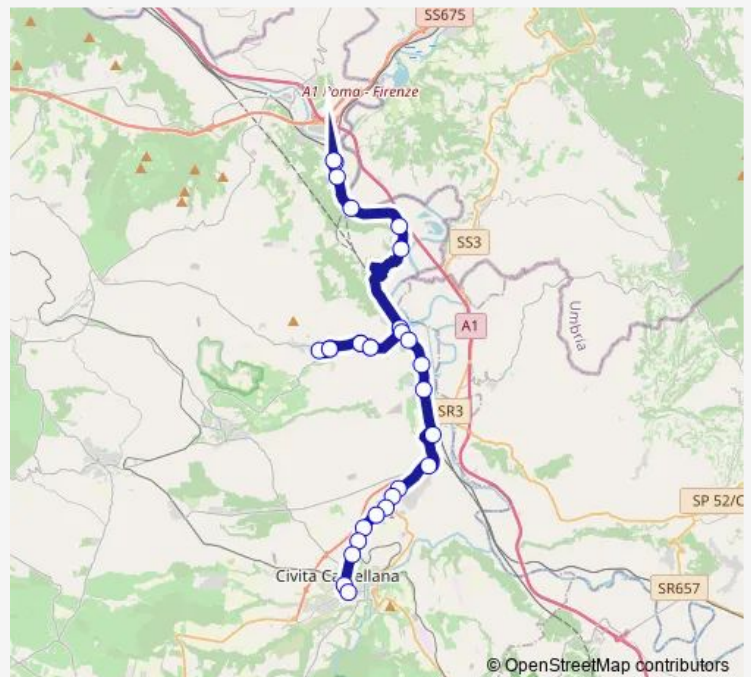 SS675
A1 Roma - Firenze
SS3
Umbria
A1
SR3
SP 52/C
Civita Castellana
SR657
© OpenStreetMap contributors